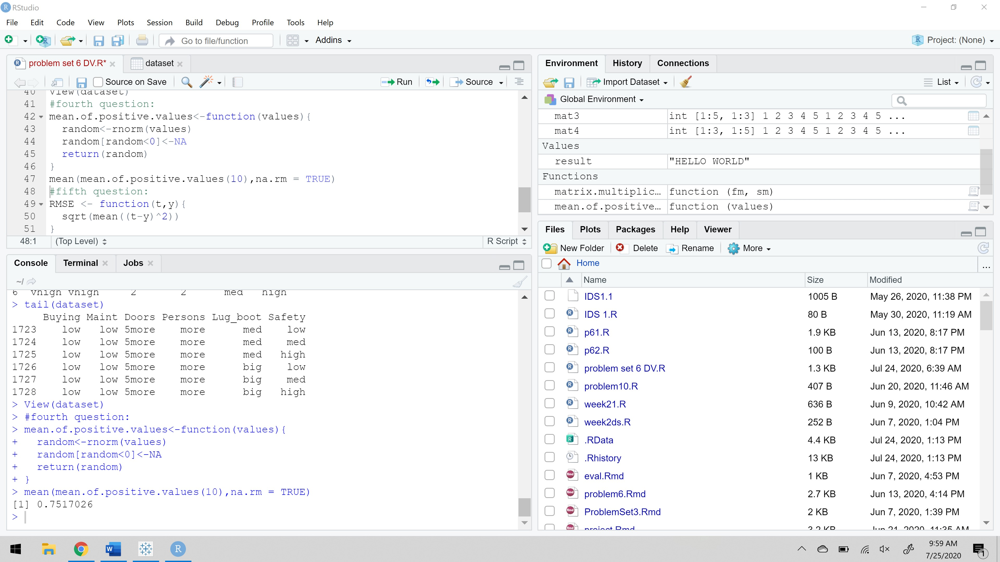 RStudio
File Edit Code View Plots Session Build Debug Profile Tools Help
Go to file/function Addins Project: (None)
problem set 6 DV.R* dataset
Source on Save Run Source
40 View(dataset)
41 #fourth question:
42 mean.of.positive.values<-function(values){
43 random<-rnorm(values)
44 random[random<0]<-NA
45 return(random)
46 }
47 mean(mean.of.positive.values(10),na.rm = TRUE)
48 #fifth question:
49 RMSE <- function(t,y){
50 sqrt(mean((t-y)^2))
51 }
48:1 (Top Level) R Script
Console Terminal Jobs
~/
6 vhigh vhigh 2 2 med high
> tail(dataset)
Buying Maint Doors Persons Lug_boot Safety
1723 low low 5more more med low
1724 low low 5more more med med
1725 low low 5more more med high
1726 low low 5more more big low
1727 low low 5more more big med
1728 low low 5more more big high
> View(dataset)
> #fourth question:
> mean.of.positive.values<-function(values){
+ random<-rnorm(values)
+ random[random<0]<-NA
+ return(random)
+ }
> mean(mean.of.positive.values(10),na.rm = TRUE)
[1] 0.7517026
>
Environment History Connections
Import Dataset List
Global Environment
mat3 int [1:5, 1:3] 1 2 3 4 5 1 2 3 4 5 ...
mat4 int [1:3, 1:5] 1 2 3 4 5 1 2 3 4 5 ...
Values
result "HELLO WORLD"
Functions
matrix.multiplic... function (fm, sm)
mean.of.positive... function (values)
Files Plots Packages Help Viewer
New Folder Delete Rename More
Home ...
Name Size Modified
IDS1.1 1005 B May 26, 2020, 11:38 PM
IDS 1.R 80 B May 30, 2020, 11:19 AM
p61.R 1.9 KB Jun 13, 2020, 8:17 PM
p62.R 100 B Jun 13, 2020, 8:17 PM
problem set 6 DV.R 1.3 KB Jul 24, 2020, 6:39 AM
problem10.R 407 B Jun 20, 2020, 11:46 AM
week21.R 636 B Jun 9, 2020, 10:42 AM
week2ds.R 252 B Jun 7, 2020, 1:04 PM
.RData 4.4 KB Jul 24, 2020, 1:13 PM
.Rhistory 13 KB Jul 24, 2020, 1:13 PM
eval.Rmd 1 KB Jun 7, 2020, 4:53 PM
problem6.Rmd 2.7 KB Jun 13, 2020, 4:14 PM
ProblemSet3.Rmd 2 KB Jun 7, 2020, 1:39 PM
project.Rmd 3.2 KB Jun 21, 2020, 11:35 AM
9:59 AM
7/25/2020
1